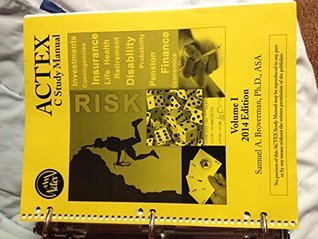 ACTEX
C Study Manual
Investments
Contingencies
Insurance
Life Health
Retirement
Disability
Probability
Pension
Finance
Economics
RISK
Volume I
2014 Edition
Samuel A. Broverman, Ph.D., ASA
No portion of this ACTEX Study Manual may be reproduced in any part
or by any means without the written permission of the publisher.